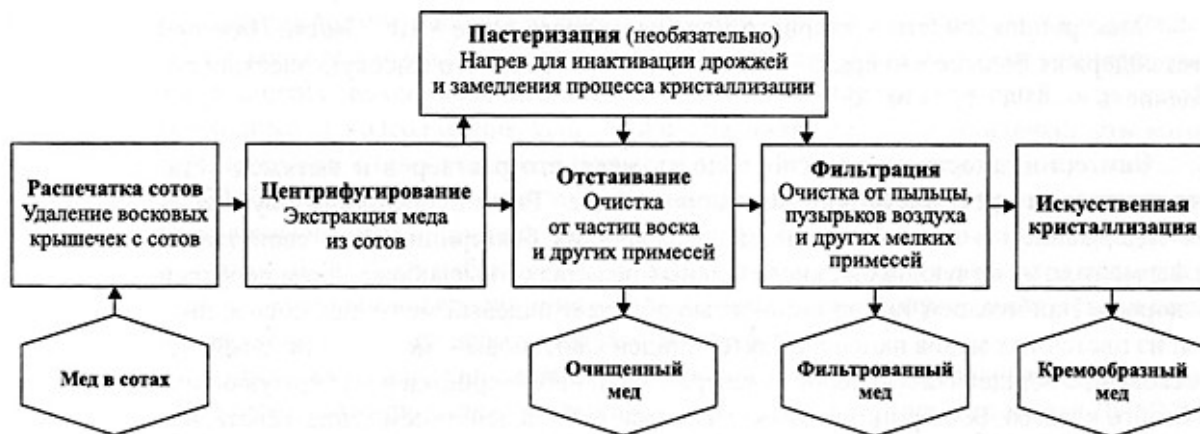 Пастеризация (необязательно)
Нагрев для инактивации дрожжей
и замедления процесса кристаллизации
Распечатка сотов
Удаление восковых
крышечек с сотов
Центрифугирование
Экстракция меда
из сотов
Отстаивание
Очистка
от частиц воска
и других примесей
Фильтрация
Очистка от пыльцы,
пузырьков воздуха
и других мелких
примесей
Искусственная
кристаллизация
Мед в сотах
Очищенный
мед
Фильтрованный
мед
Кремообразный
мед